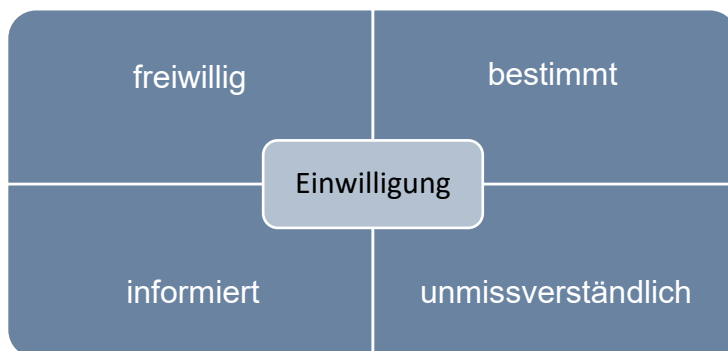 freiwillig
bestimmt
Einwilligung
informiert
unmissverständlich